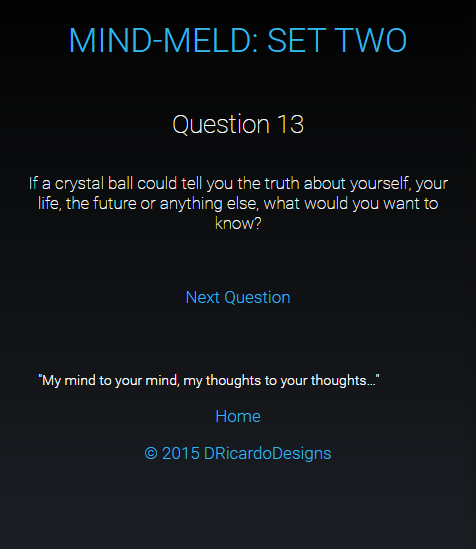 MIND-MELD: SET TWO
Question 13
If a crystal ball could tell you the truth about yourself, your
life, the future or anything else, what would you want to
know?
Next Question
"My mind to your mind, my thoughts to your thoughts..."
Home
© 2015 DRicardoDesigns